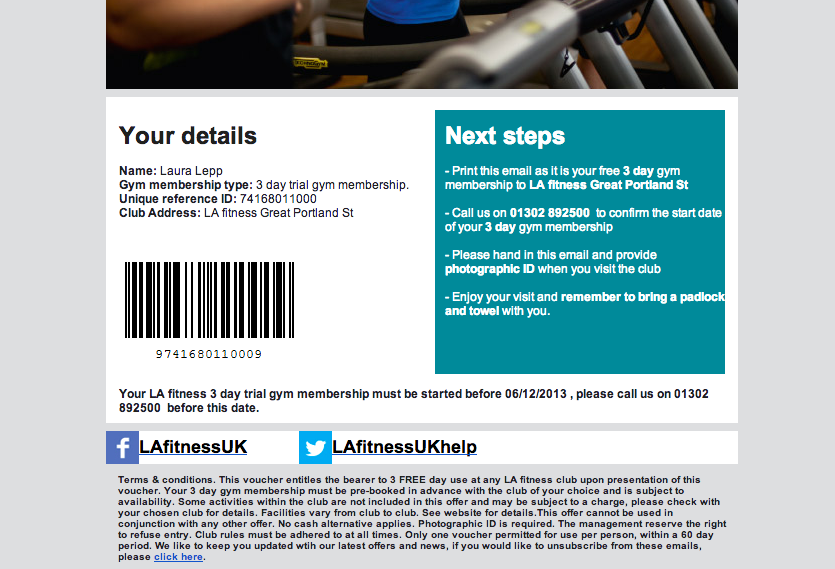 TECHNOGYM
Your details
Name: Laura Lepp
Gym membership type: 3 day trial gym membership.
Unique reference ID: 74168011000
Club Address: LA fitness Great Portland St
9741680110009
Next steps
- Print this email as it is your free 3 day gym
membership to LA fitness Great Portland St
- Call us on 01302 892500 to confirm the start date
of your 3 day gym membership
- Please hand in this email and provide
photographic ID when you visit the club
- Enjoy your visit and remember to bring a padlock
and towel with you.
Your LA fitness 3 day trial gym membership must be started before 06/12/2013 , please call us on 01302
892500 before this date.
LAfitnessUK
LAfitnessUKhelp
Terms & conditions. This voucher entitles the bearer to 3 FREE day use at any LA fitness club upon presentation of this
voucher. Your 3 day gym membership must be pre-booked in advance with the club of your choice and is subject to
availability. Some activities within the club are not included in this offer and may be subject to a charge, please check with
your chosen club for details. Facilities vary from club to club. See website for details.This offer cannot be used in
conjunction with any other offer. No cash alternative applies. Photographic ID is required. The management reserve the right
to refuse entry. Club rules must be adhered to at all times. Only one voucher permitted for use per person, within a 60 day
period. We like to keep you updated wtih our latest offers and news, if you would like to unsubscribe from these emails,
please click here.